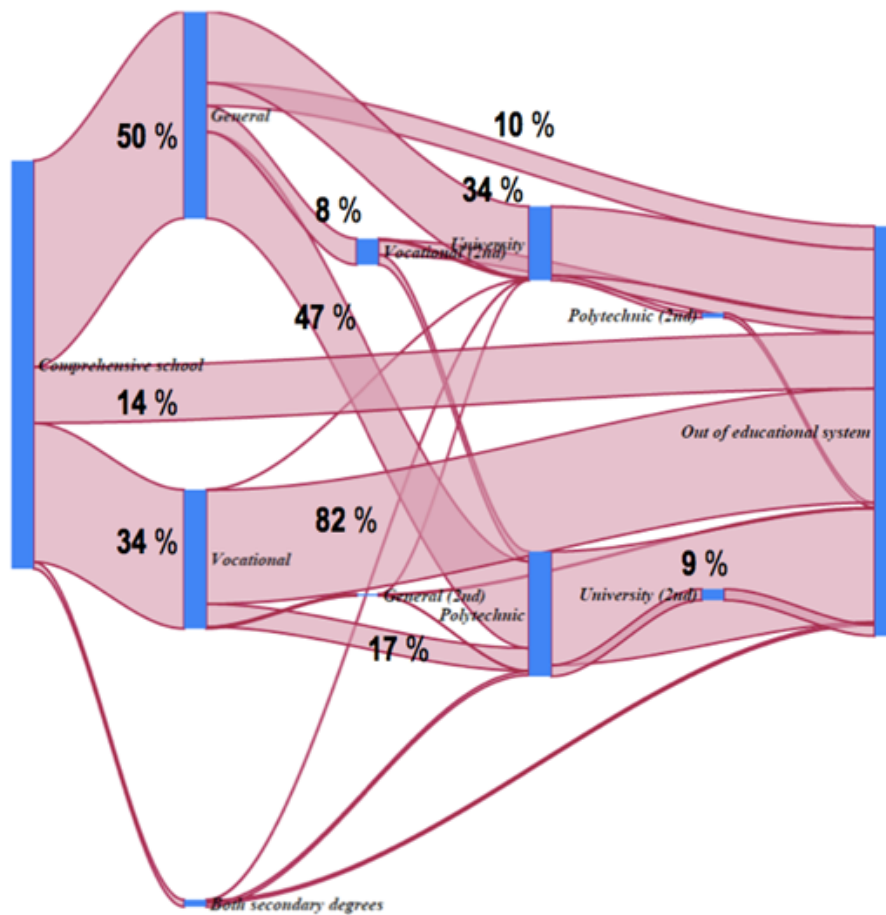 General
50 %
10 %
34 %
8 %
University
Vocational (2nd)
47 %
Polytechnic (2nd)
Comprehensive school
14 %
Out of educational system
82 %
34 %
Vocational
9 %
General (2nd)
University (2nd)
Polytechnic
17 %
Both secondary degrees